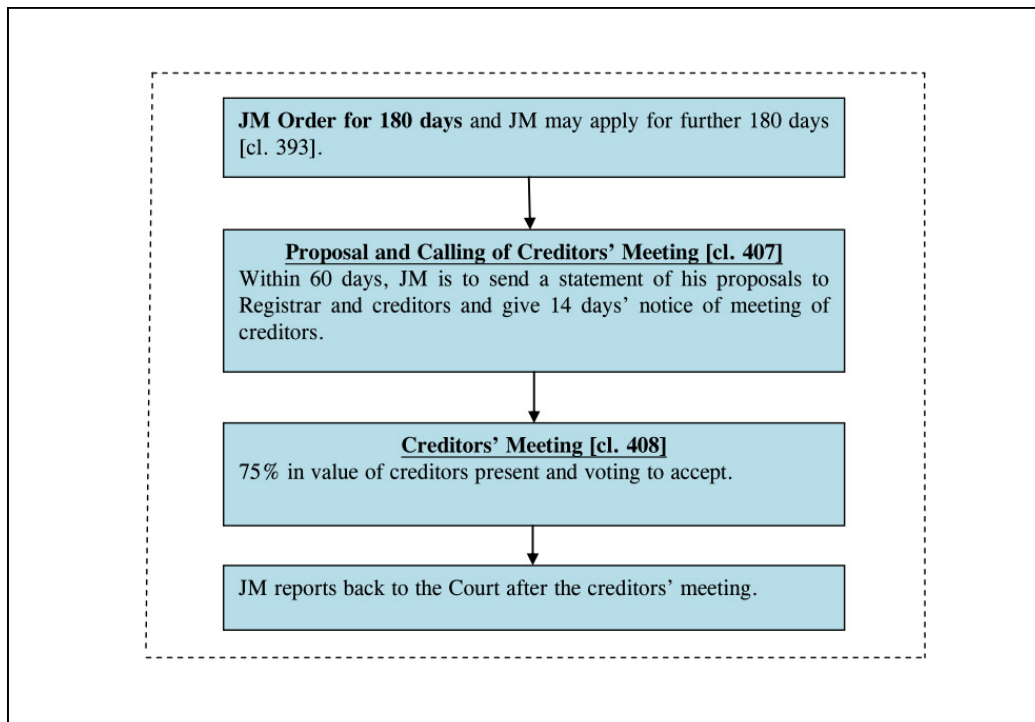 JM Order for 180 days and JM may apply for further 180 days
[cl. 393].
Proposal and Calling of Creditors’ Meeting [cl. 407]
Within 60 days, JM is to send a statement of his proposals to
Registrar and creditors and give 14 days’ notice of meeting of
creditors.
Creditors’ Meeting [cl. 408]
75% in value of creditors present and voting to accept.
JM reports back to the Court after the creditors’ meeting.